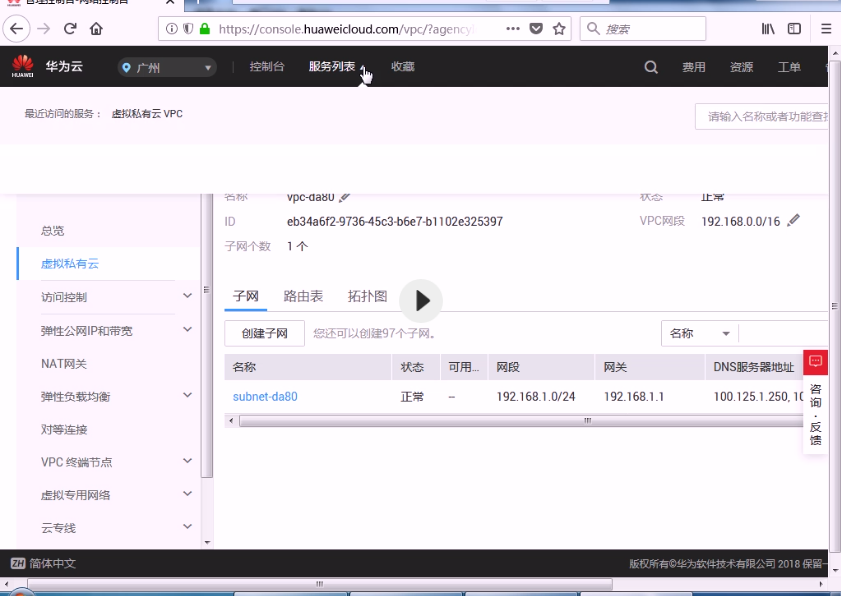 https://console.huaweicloud.com/vpc/?agency
搜索
HUAWEI
华为云
广州
控制台
服务列表
收藏
费用
资源
工单
最近访问的服务：
虚拟私有云 VPC
请输入名称或者功能查找
名称
vpc-da80
状态
正常
ID
eb34a6f2-9736-45c3-b6e7-b1102e325397
VPC网段
192.168.0.0/16
子网个数
1 个
总览
虚拟私有云
访问控制
弹性公网IP和带宽
NAT网关
弹性负载均衡
对等连接
VPC 终端节点
虚拟专用网络
云专线
子网
路由表
拓扑图
创建子网
您还可以创建97个子网。
名称
名称
状态
可用...
网段
网关
DNS服务器地址
subnet-da80
正常
--
192.168.1.0/24
192.168.1.1
100.125.1.250, 10
咨询·反馈
ZH
简体中文
版权所有©华为软件技术有限公司 2018 保留一